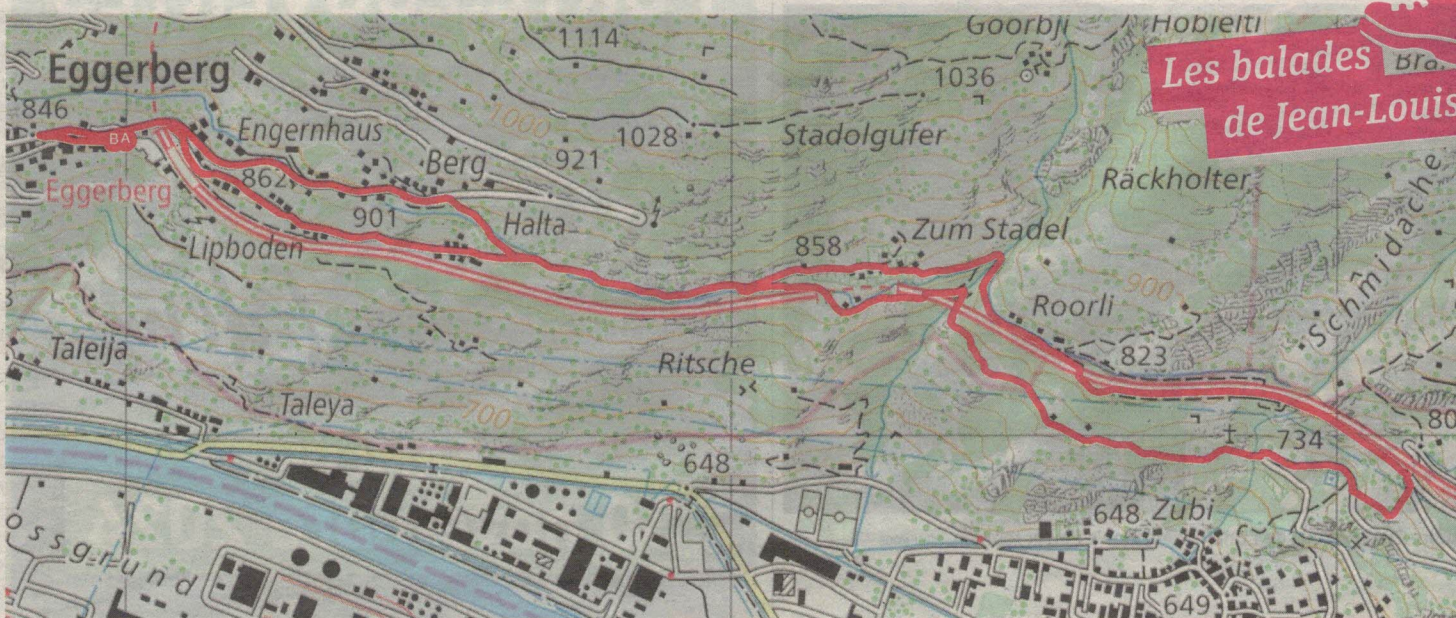 Goorbji
Hobielti
1114
Les balades
de Jean-Louis
Eggerberg
1036
846
BA
Engernhaus
1000
1028
Stadolgufer
Berg
921
Räckholter
Eggerberg
862
901
Halta
Zum Stadel
858
Lipboden
900
Schmidache
Roorli
823
Taleija
Ritsche
Taleya
700
734
648
648 Zubi
ossgrund
649